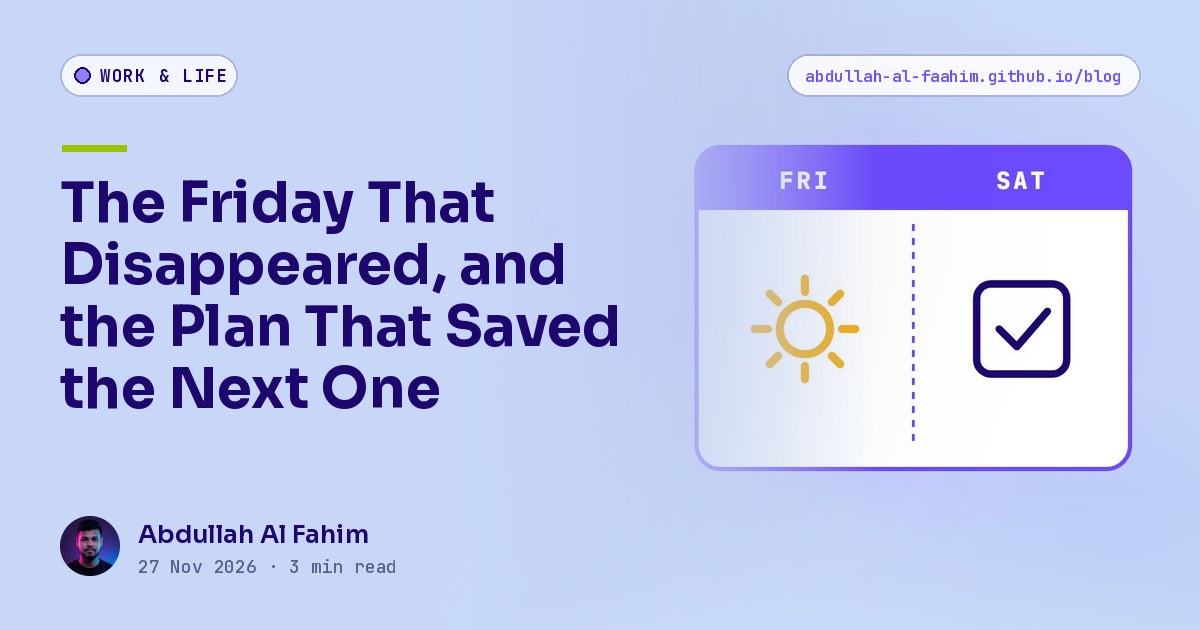 WORK & LIFE
abdullah-al-faahim.github.io/blog
The Friday That
Disappeared, and
the Plan That Saved
the Next One
FRI
SAT
Abdullah Al Fahim
27 Nov 2026 · 3 min read